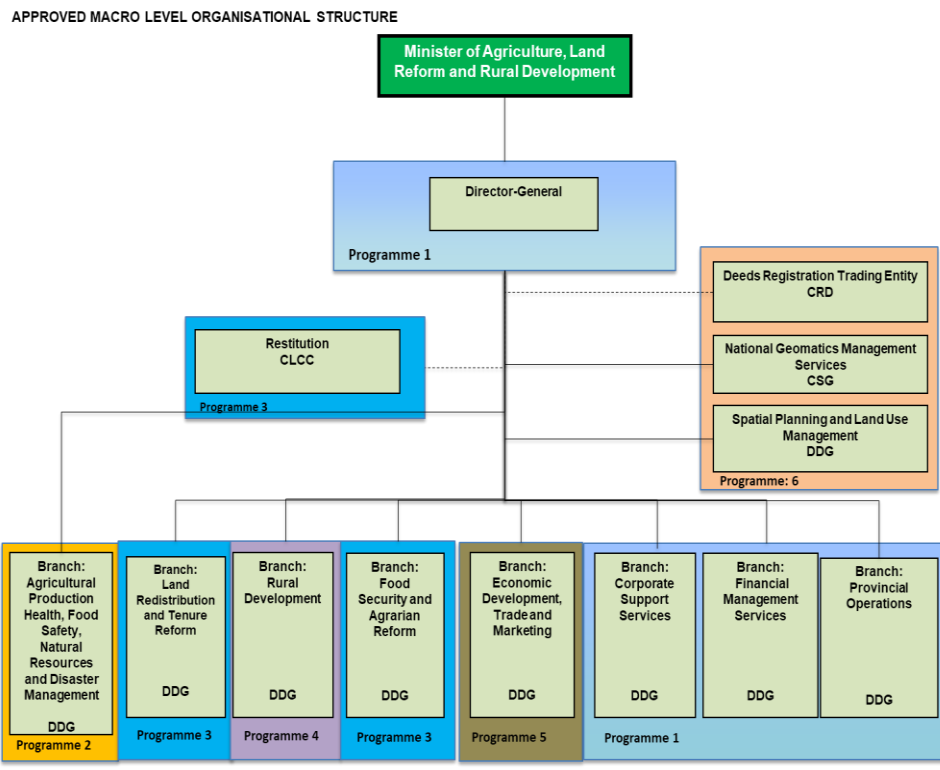 APPROVED MACRO LEVEL ORGANISATIONAL STRUCTURE
Minister of Agriculture, Land
Reform and Rural Development
Director-General
Programme 1
Deeds Registration Trading Entity
CRD
National Geomatics Management
Services
CSG
Spatial Planning and Land Use
Management
DDG
Programme: 6
Restitution
CLCC
Programme 3
Branch:
Agricultural
Production
Health, Food
Safety,
Natural
Resources
and Disaster
Management
DDG
Programme 2
Branch:
Land
Redistribution
and Tenure
Reform
DDG
Programme 3
Branch:
Rural
Development
DDG
Programme 4
Branch:
Food
Security and
Agrarian
Reform
DDG
Programme 3
Branch:
Economic
Development,
Trade and
Marketing
DDG
Programme 5
Branch:
Corporate
Support
Services
DDG
Branch:
Financial
Management
Services
DDG
Branch:
Provincial
Operations
DDG
Programme 1